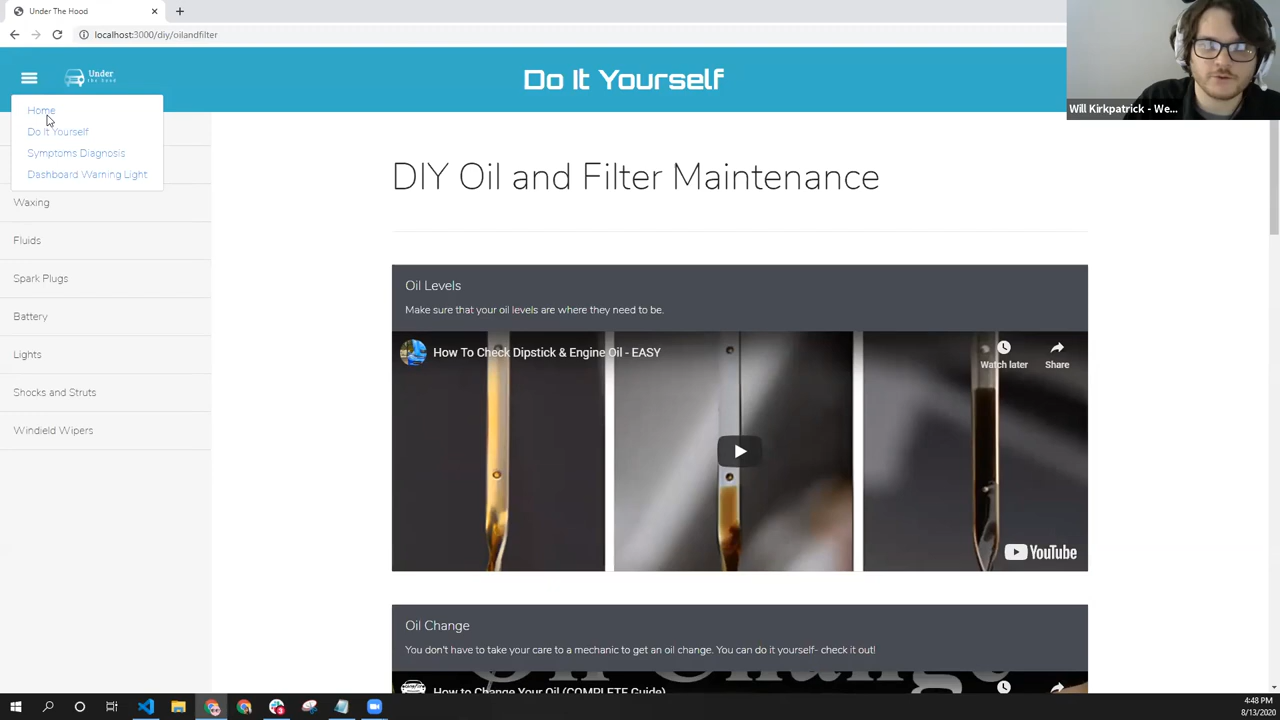 Under The Hood
localhost:3000/diy/oilandfilter
Under
the hood
Do It Yourself
Will Kirkpatrick - We...
Home
Do It Yourself
Symptoms Diagnosis
Dashboard Warning Light
Waxing
Fluids
Spark Plugs
Battery
Lights
Shocks and Struts
Windield Wipers
DIY Oil and Filter Maintenance
Oil Levels
Make sure that your oil levels are where they need to be.
How To Check Dipstick & Engine Oil - EASY
Watch later
Share
YouTube
Oil Change
You don't have to take your care to a mechanic to get an oil change. You can do it yourself- check it out!
Oil Change
How to Change Your Oil (COMPLETE Guide)
4:48 PM
8/13/2020